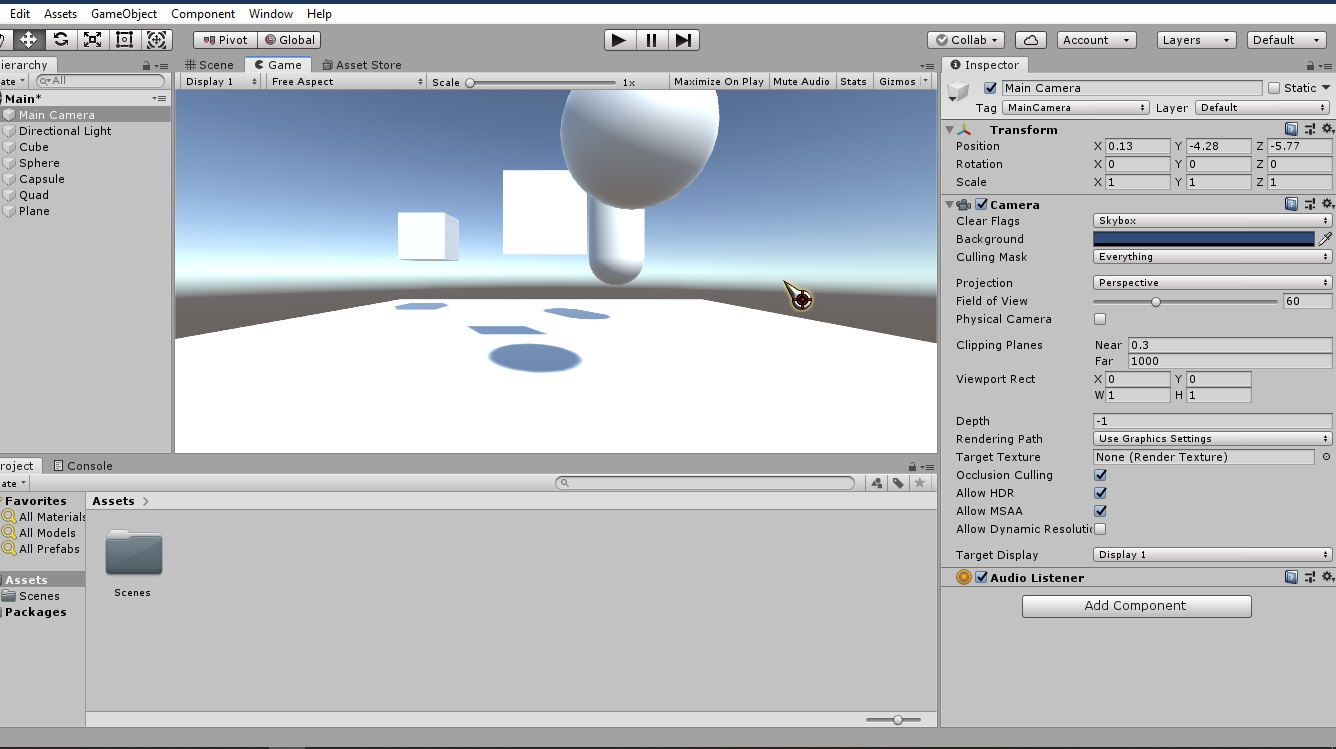 Edit Assets GameObject Component Window Help
Pivot Global Collab Account Layers Default
ierarchy Scene Game Asset Store Inspector
ate All Display 1 Free Aspect Scale 1x Maximize On Play Mute Audio Stats Gizmos
Main*
Main Camera
Directional Light
Cube
Sphere
Capsule
Quad
Plane
Main Camera Static
Tag MainCamera Layer Default
Transform
Position X 0.13 Y -4.28 Z -5.77
Rotation X 0 Y 0 Z 0
Scale X 1 Y 1 Z 1
Camera
Clear Flags Skybox
Background
Culling Mask Everything
Projection Perspective
Field of View 60
Physical Camera
Clipping Planes Near 0.3
Far 1000
Viewport Rect X 0 Y 0
W 1 H 1
Depth -1
Rendering Path Use Graphics Settings
Target Texture None (Render Texture)
Occlusion Culling
Allow HDR
Allow MSAA
Allow Dynamic Resoluti
Target Display Display 1
Audio Listener
Add Component
roject Console
ate
Favorites
All Materials
All Models
All Prefabs
Assets
Scenes
Packages
Assets
Scenes